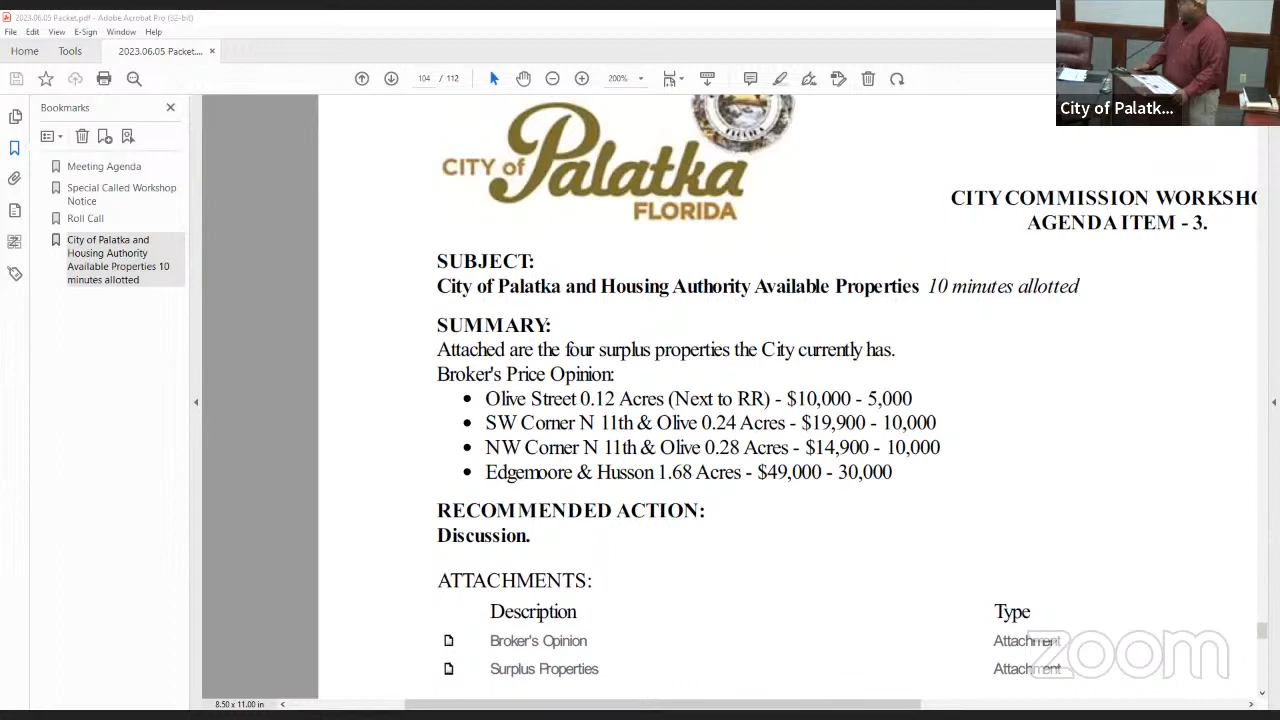 2023.06.05 Packet.pdf - Adobe Acrobat Pro (32-bit)
File Edit View E-Sign Window Help
Home Tools 2023.06.05 Packet....
104 / 112 200%
City of Palatk...
Bookmarks
Meeting Agenda
Special Called Workshop
Notice
Roll Call
City of Palatka and
Housing Authority
Available Properties 10
minutes allotted
CITY of Palatka
FLORIDA
CITY COMMISSION WORKSHO
AGENDA ITEM - 3.
SUBJECT:
City of Palatka and Housing Authority Available Properties 10 minutes allotted
SUMMARY:
Attached are the four surplus properties the City currently has.
Broker's Price Opinion:
• Olive Street 0.12 Acres (Next to RR) - $10,000 - 5,000
• SW Corner N 11th & Olive 0.24 Acres - $19,900 - 10,000
• NW Corner N 11th & Olive 0.28 Acres - $14,900 - 10,000
• Edgemoore & Husson 1.68 Acres - $49,000 - 30,000
RECOMMENDED ACTION:
Discussion.
ATTACHMENTS:
Description Type
Broker's Opinion Attachment
Surplus Properties Attachment
zoom
8.50 x 11.00 in